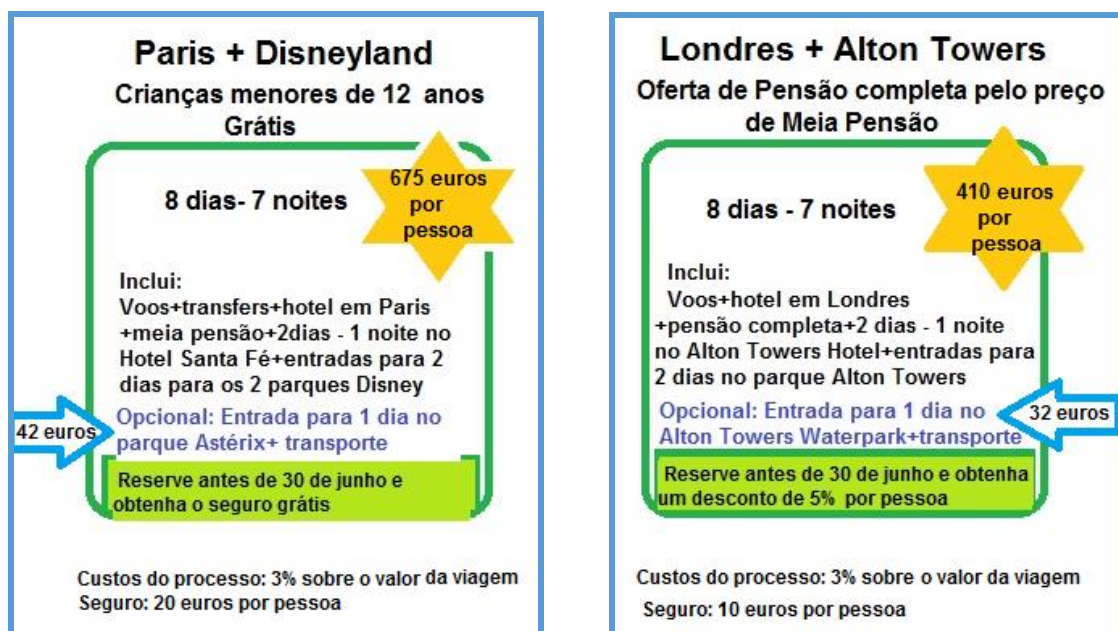 Paris + Disneyland
Crianças menores de 12 anos
Grátis
8 dias- 7 noites
675 euros
por
pessoa
Inclui:
Voos+transfers+hotel em Paris
+meia pensão+2dias - 1 noite no
Hotel Santa Fé+entradas para 2
dias para os 2 parques Disney
42 euros
Opcional: Entrada para 1 dia no
parque Astérix+ transporte
Reserve antes de 30 de junho e
obtenha o seguro grátis
Custos do processo: 3% sobre o valor da viagem
Seguro: 20 euros por pessoa
Londres + Alton Towers
Oferta de Pensão completa pelo preço
de Meia Pensão
8 dias - 7 noites
410 euros
por
pessoa
Inclui:
Voos+hotel em Londres
+pensão completa+2 dias - 1 noite
no Alton Towers Hotel+entradas para
2 dias no parque Alton Towers
Opcional: Entrada para 1 dia no
Alton Towers Waterpark+transporte
32 euros
Reserve antes de 30 de junho e obtenha
um desconto de 5% por pessoa
Custos do processo: 3% sobre o valor da viagem
Seguro: 10 euros por pessoa